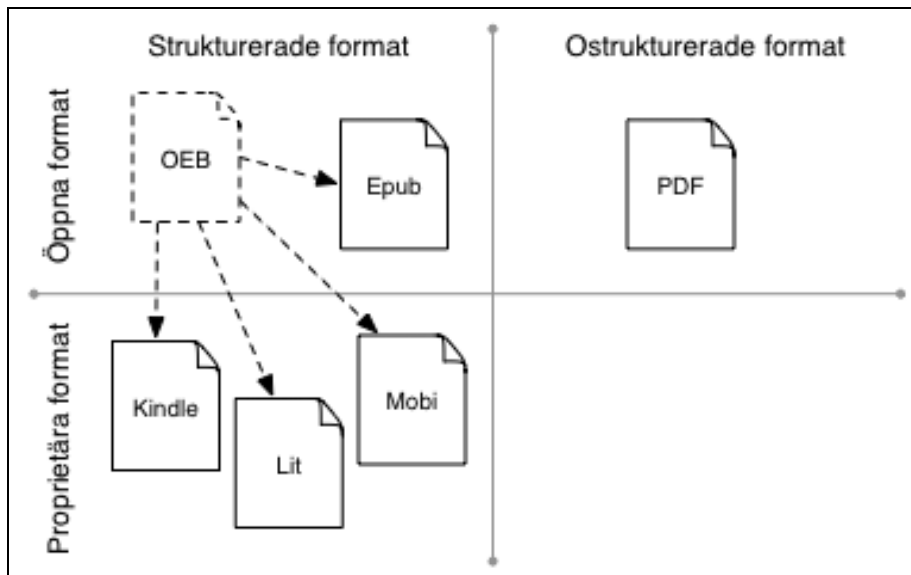 Strukturerade format
Ostrukturerade format
Öppna format
OEB
Epub
PDF
Proprietära format
Kindle
Lit
Mobi